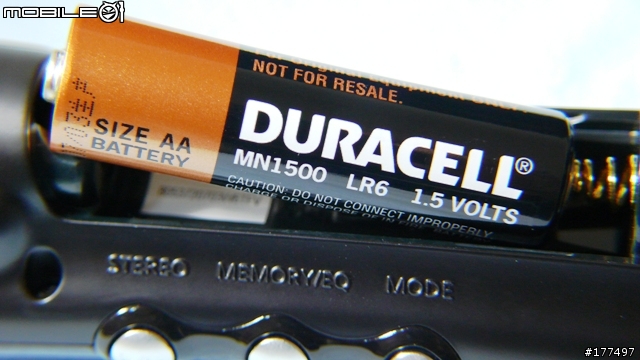 MOBILE01
NOT FOR RESALE.
DURACELL®
SIZE AA
BATTERY
MN1500 LR6 1.5 VOLTS
CAUTION: DO NOT CONNECT IMPROPERLY
STEREO MEMORY/EQ MODE
#177497